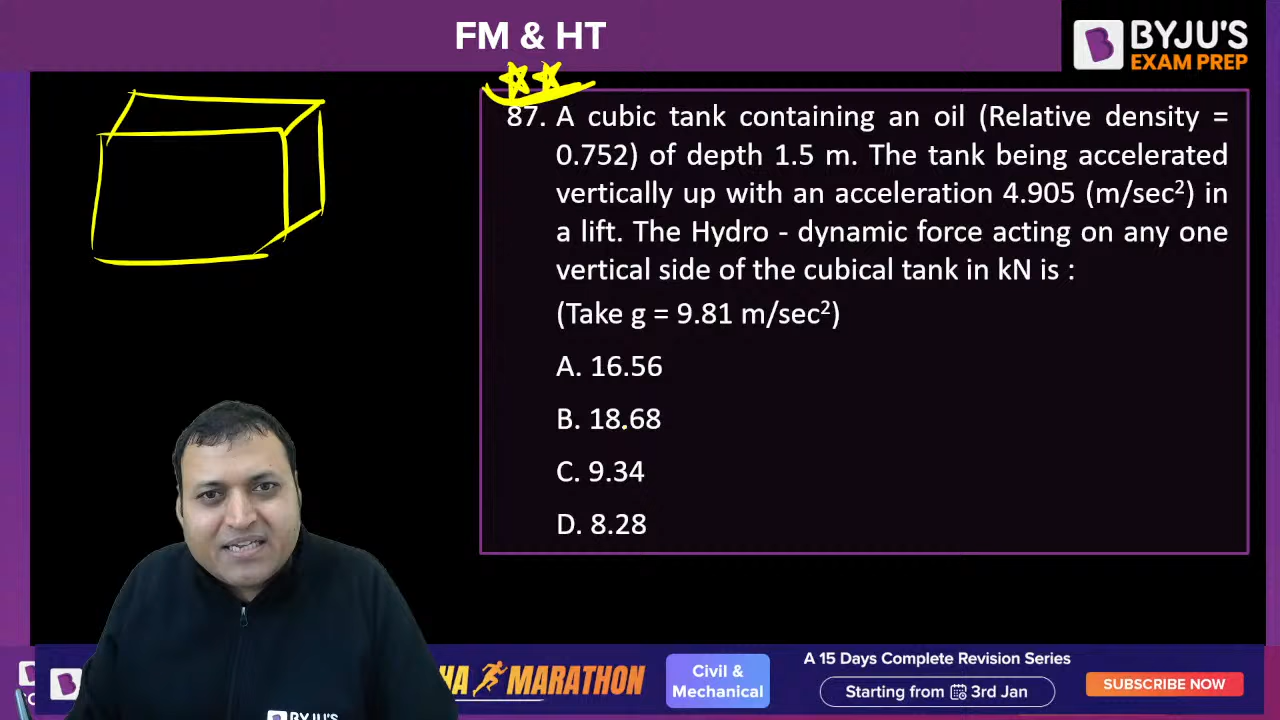 FM & HT
BYJU'S
EXAM PREP
87. A cubic tank containing an oil (Relative density =
0.752) of depth 1.5 m. The tank being accelerated
vertically up with an acceleration 4.905 (m/sec²) in
a lift. The Hydro - dynamic force acting on any one
vertical side of the cubical tank in kN is :
(Take g = 9.81 m/sec²)
A. 16.56
B. 18.68
C. 9.34
D. 8.28
MARATHON
Civil &
Mechanical
A 15 Days Complete Revision Series
Starting from 3rd Jan
SUBSCRIBE NOW
BYJU'S